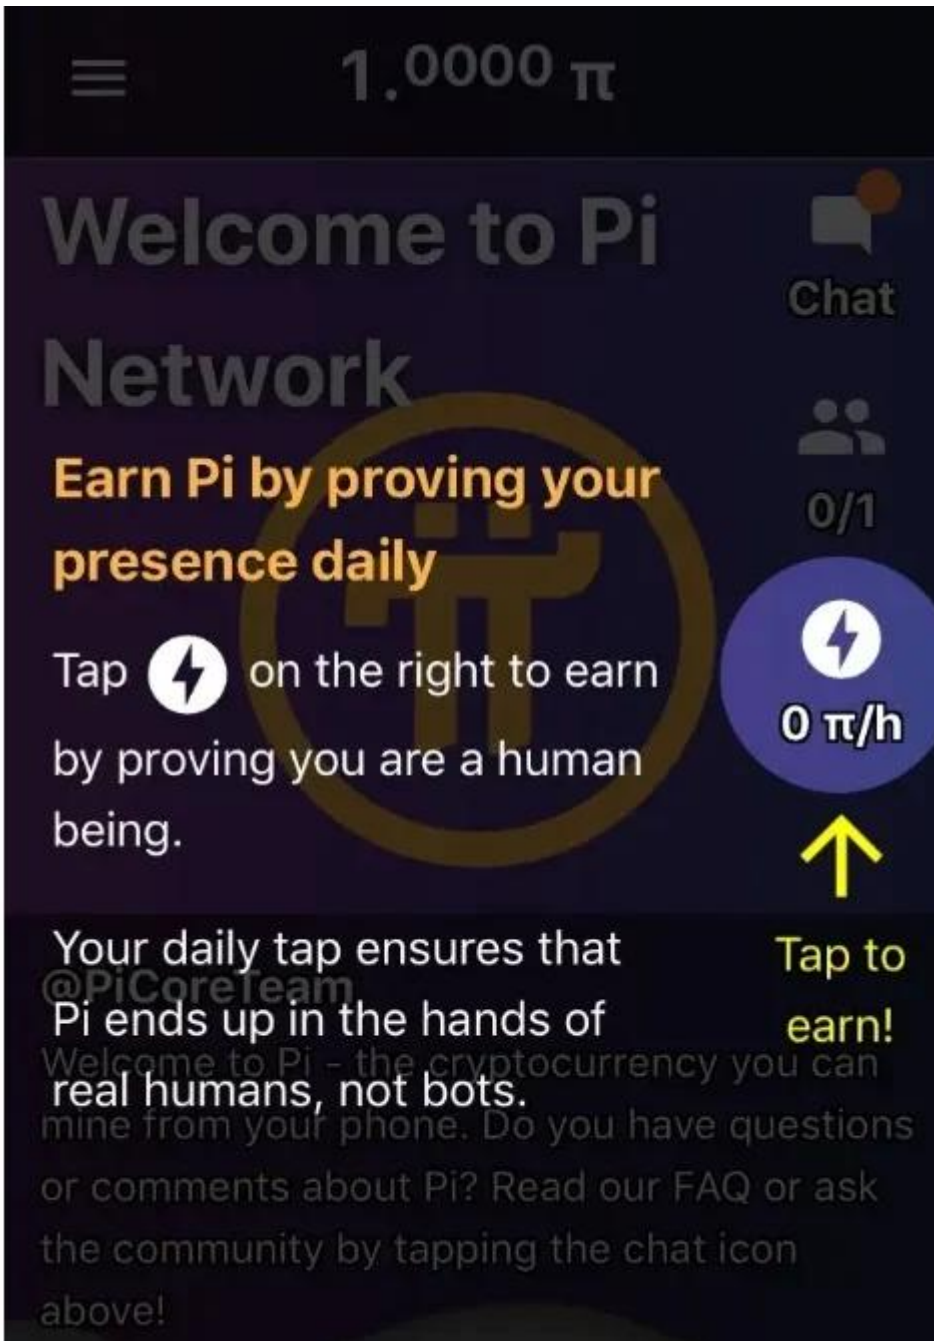 1.0000 π
Welcome to Pi
Network
Chat
0/1
Earn Pi by proving your
presence daily
Tap on the right to earn
by proving you are a human
being.
0 π/h
Tap to
earn!
Your daily tap ensures that
Pi ends up in the hands of
real humans, not bots.
@PiCoreTeam
Welcome to Pi - the cryptocurrency you can
mine from your phone. Do you have questions
or comments about Pi? Read our FAQ or ask
the community by tapping the chat icon
above!